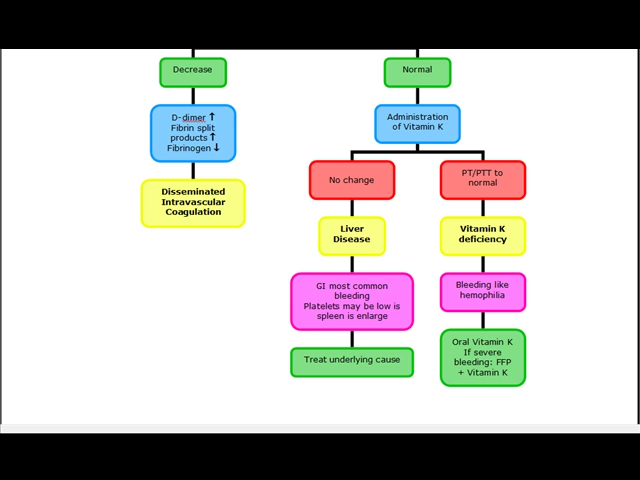 Decrease
Normal
D-dimer ↑
Fibrin split
products ↑
Fibrinogen ↓
Administration
of Vitamin K
Disseminated
Intravascular
Coagulation
No change
PT/PTT to
normal
Liver
Disease
Vitamin K
deficiency
GI most common
bleeding
Platelets may be low is
spleen is enlarge
Bleeding like
hemophilia
Treat underlying cause
Oral Vitamin K
If severe
bleeding: FFP
+ Vitamin K